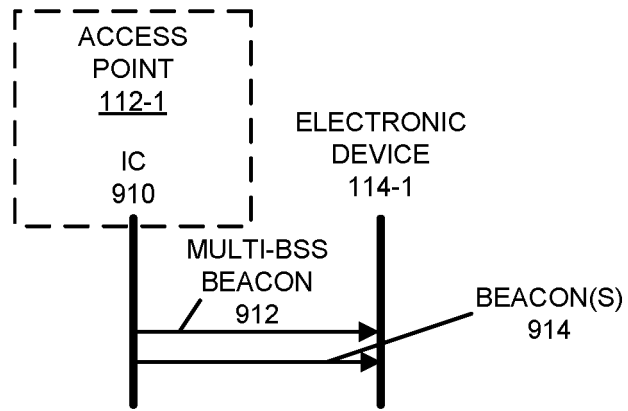 ACCESS
POINT
112-1
IC
910
ELECTRONIC
DEVICE
114-1
MULTI-BSS
BEACON
912
BEACON(S)
914